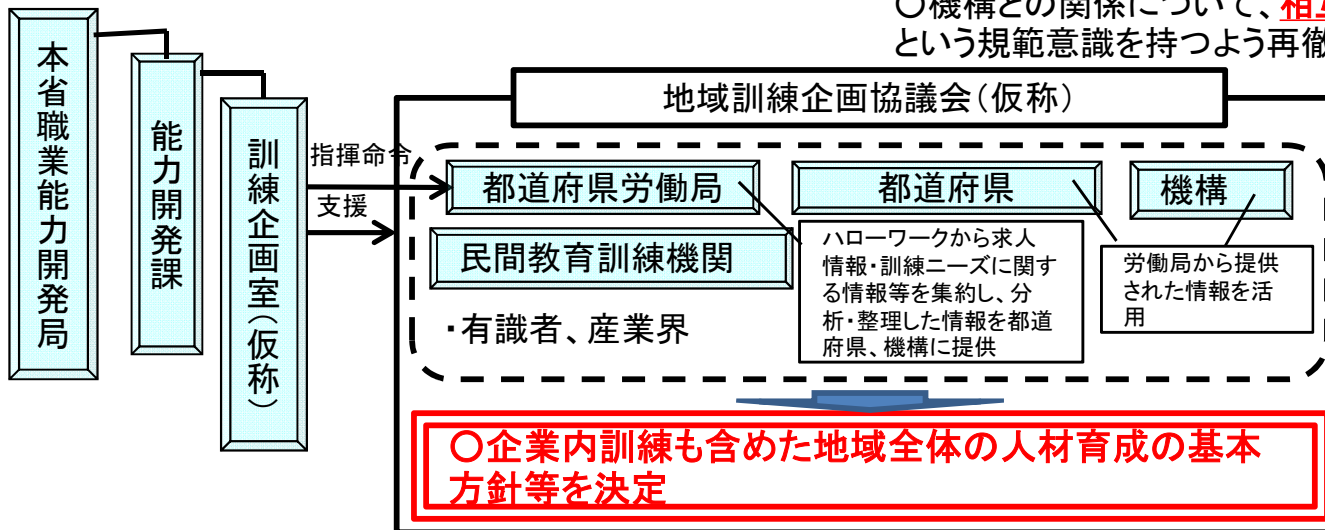 〇機構との関係について、相互
という規範意識を持つよう再徹
本省職業能力開発局
能力開発課
訓練企画室(仮称)
指揮命令
支援
地域訓練企画協議会(仮称)
都道府県労働局
都道府県
機構
民間教育訓練機関
・有識者、産業界
ハローワークから求人
情報・訓練ニーズに関す
る情報等を集約し、分
析・整理した情報を都道
府県、機構に提供
労働局から提供
された情報を活
用
〇企業内訓練も含めた地域全体の人材育成の基本
方針等を決定